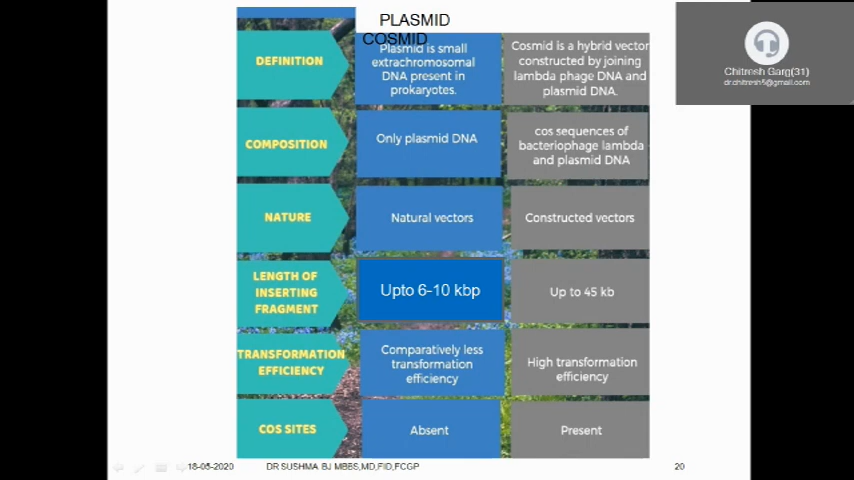 PLASMID
COSMID
DEFINITION
Plasmid is small
extrachromosomal
DNA present in
prokaryotes.
Cosmid is a hybrid vector
constructed by joining
lambda phage DNA and
plasmid DNA.
COMPOSITION
Only plasmid DNA
cos sequences of
bacteriophage lambda
and plasmid DNA
NATURE
Natural vectors
Constructed vectors
LENGTH OF
INSERTING
FRAGMENT
Upto 6-10 kbp
Up to 45 kb
TRANSFORMATION
EFFICIENCY
Comparatively less
transformation
efficiency
High transformation
efficiency
COS SITES
Absent
Present
18-05-2020
DR SUSHMA BJ MBBS,MD,FID,FCGP
20
Chitresh Garg(31)
dr.chitresh5@gmail.com